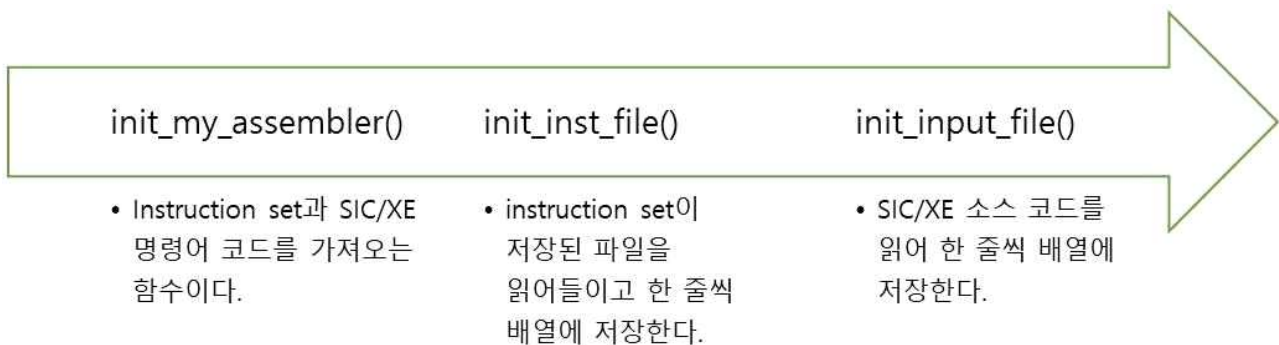 init_my_assembler()
init_inst_file()
init_input_file()
• Instruction set과 SIC/XE
명령어 코드를 가져오는
함수이다.
• instruction set이
저장된 파일을
읽어들이고 한 줄씩
배열에 저장한다.
• SIC/XE 소스 코드를
읽어 한 줄씩 배열에
저장한다.